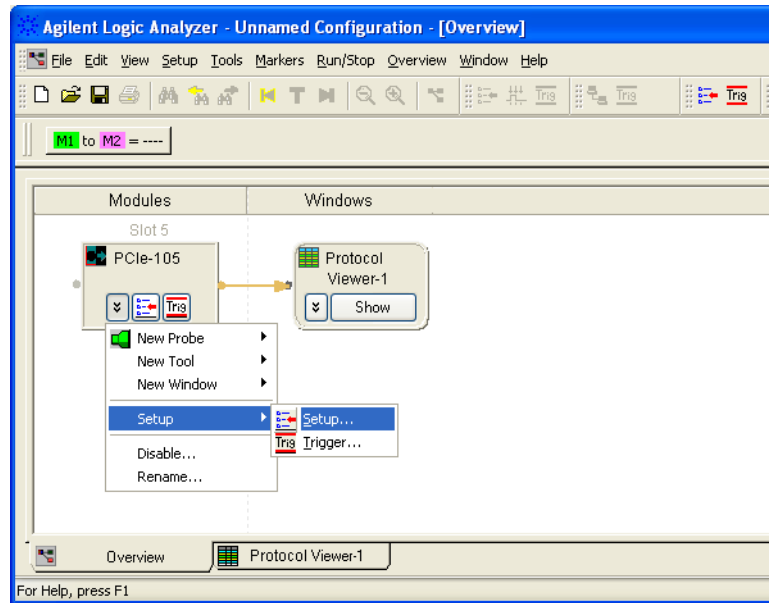 Agilent Logic Analyzer - Unnamed Configuration - [Overview]
File Edit View Setup Tools Markers Run/Stop Overview Window Help
T Trig Trig Trig
M1 to M2 = ----
Modules Windows
Slot 5
PCIe-105
Trig
Protocol
Viewer-1
Show
New Probe
New Tool
New Window
Setup
Disable...
Rename...
Setup...
Trig Trigger...
Overview Protocol Viewer-1
For Help, press F1